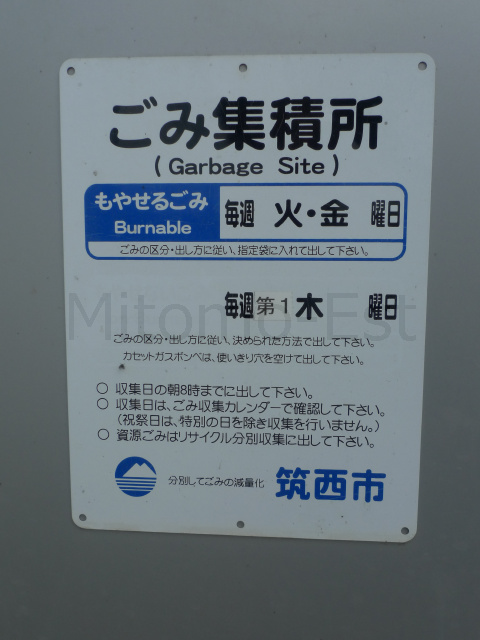 ごみ集積所
(Garbage Site)
もやせるごみ
Burnable
毎週 火・金 曜日
ごみの区分・出し方に従い、指定袋に入れて出して下さい。
毎週 第1 木 曜日
ごみの区分・出し方に従い、決められた方法で出して下さい。
カセットガスボンベは、使いきり穴を空けて出して下さい。
○ 収集日の朝8時までに出して下さい。
○ 収集日は、ごみ収集カレンダーで確認して下さい。
(祝祭日は、特別の日を除き収集を行いません。)
○ 資源ごみはリサイクル分別収集に出して下さい。
分別してごみの減量化 筑西市